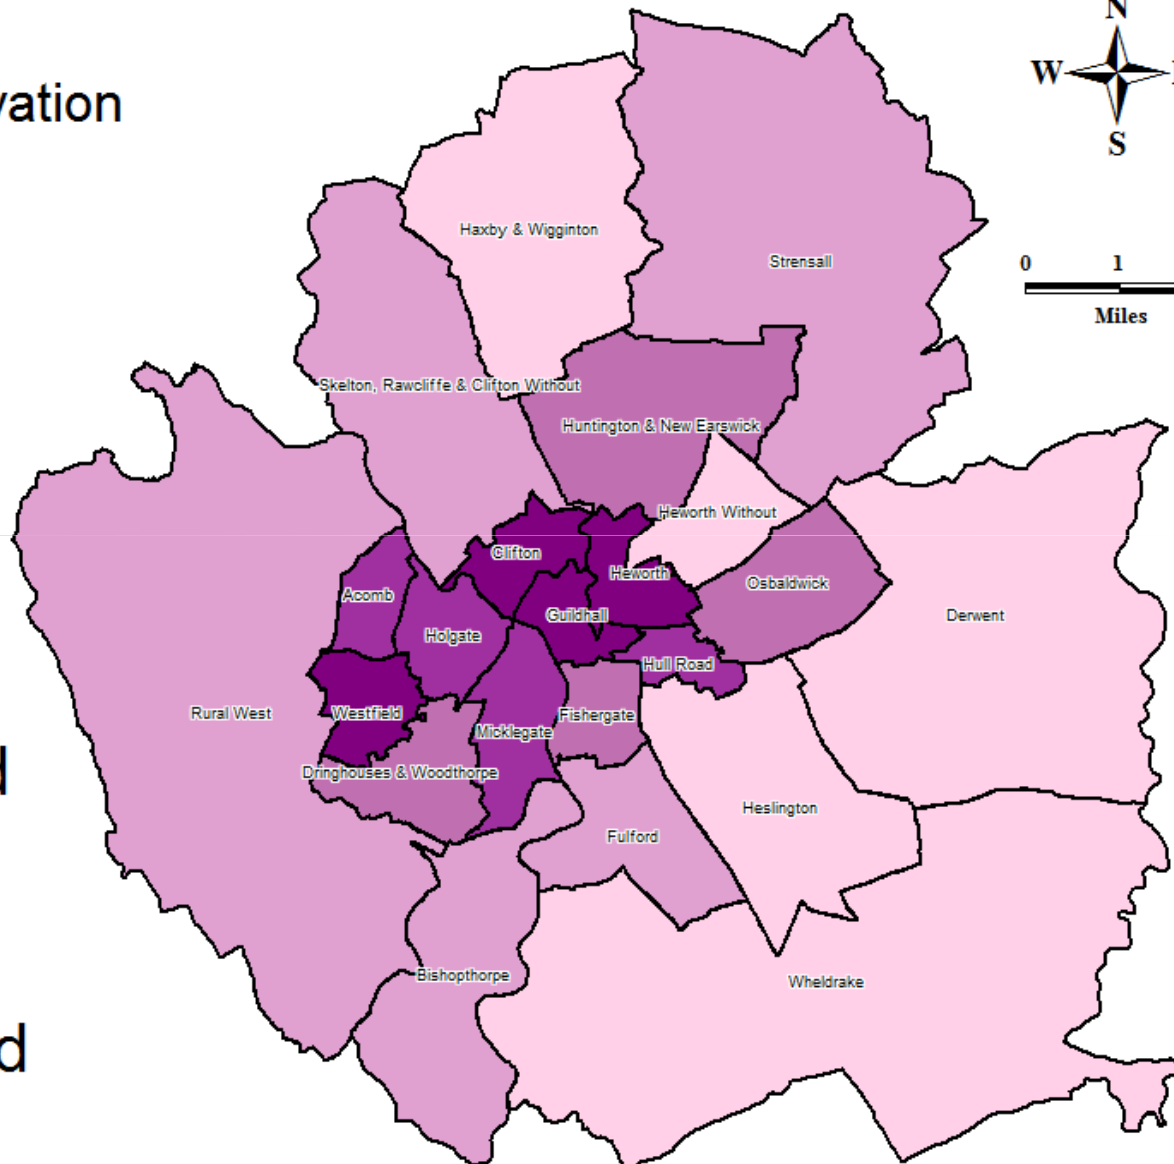 N
W
S
vation
Haxby & Wigginton
Strensall
0 1
Miles
Skelton, Rawcliffe & Clifton Without
Huntington & New Earswick
Heworth Without
Clifton
Heworth
Osbaldwick
Acomb
Guildhall
Derwent
Holgate
Hull Road
Rural West
Westfield
Fishergate
Micklegate
Dringhouses & Woodthorpe
d
Heslington
Fulford
Bishopthorpe
Wheldrake
d